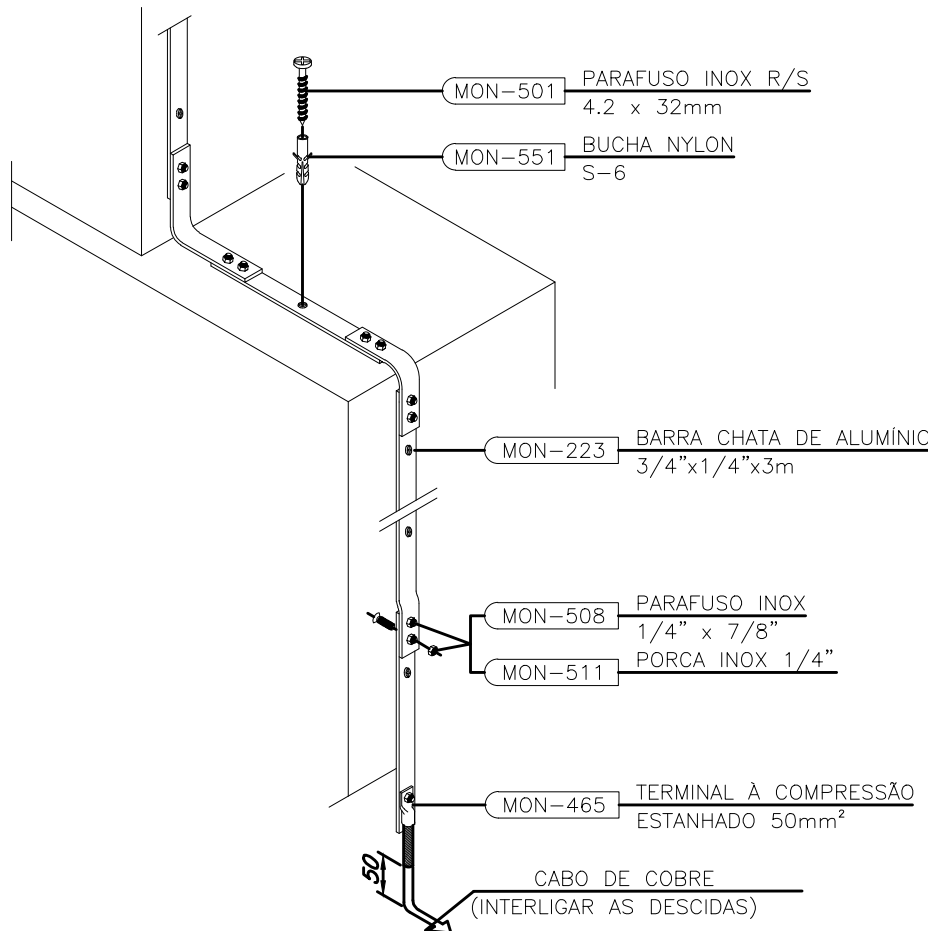 MON-501 PARAFUSO INOX R/S
4.2 x 32mm
MON-551 BUCHA NYLON
S-6
MON-223 BARRA CHATA DE ALUMÍNIO
3/4"x1/4"x3m
MON-508 PARAFUSO INOX
1/4" x 7/8"
MON-511 PORCA INOX 1/4"
MON-465 TERMINAL À COMPRESSÃO
ESTANHADO 50mm²
50
CABO DE COBRE
(INTERLIGAR AS DESCIDAS)